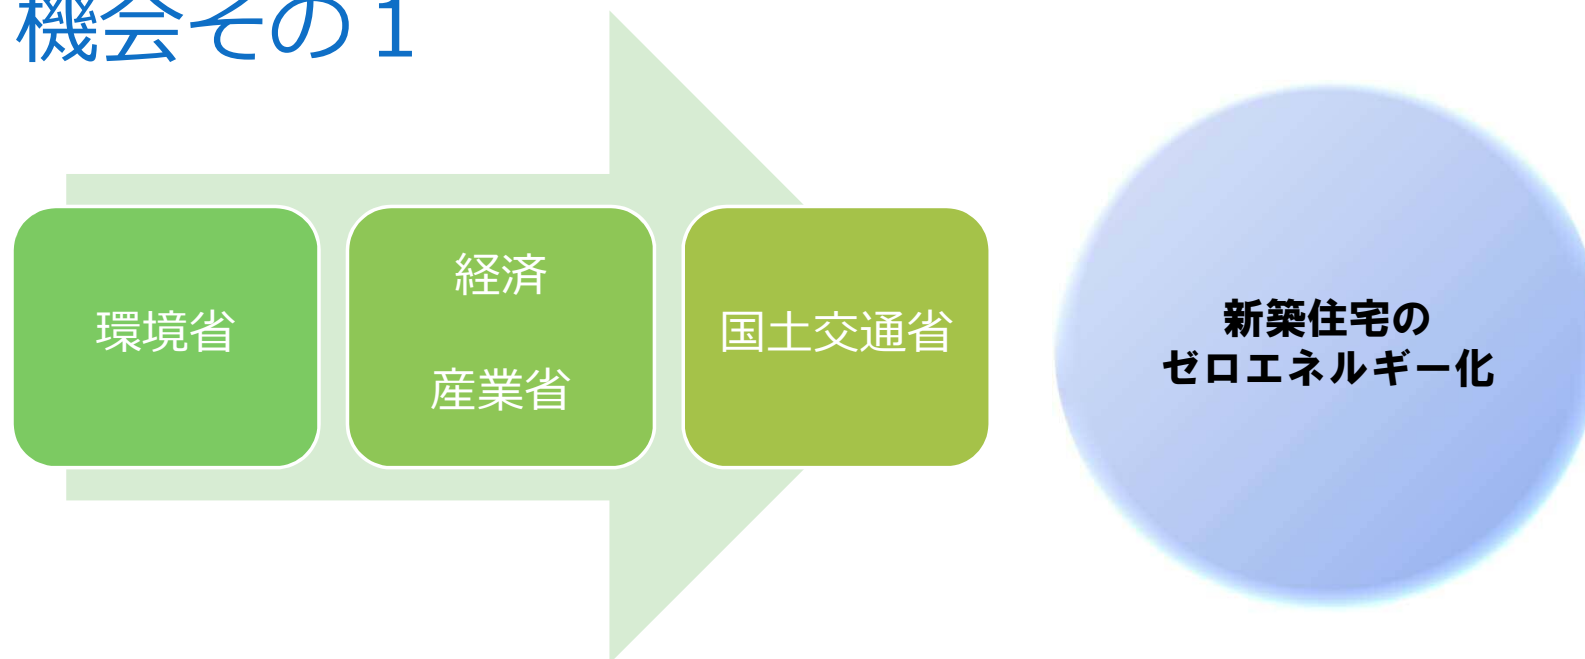 機会その１
環境省
経済
産業省
国土交通省
新築住宅の
ゼロエネルギー化